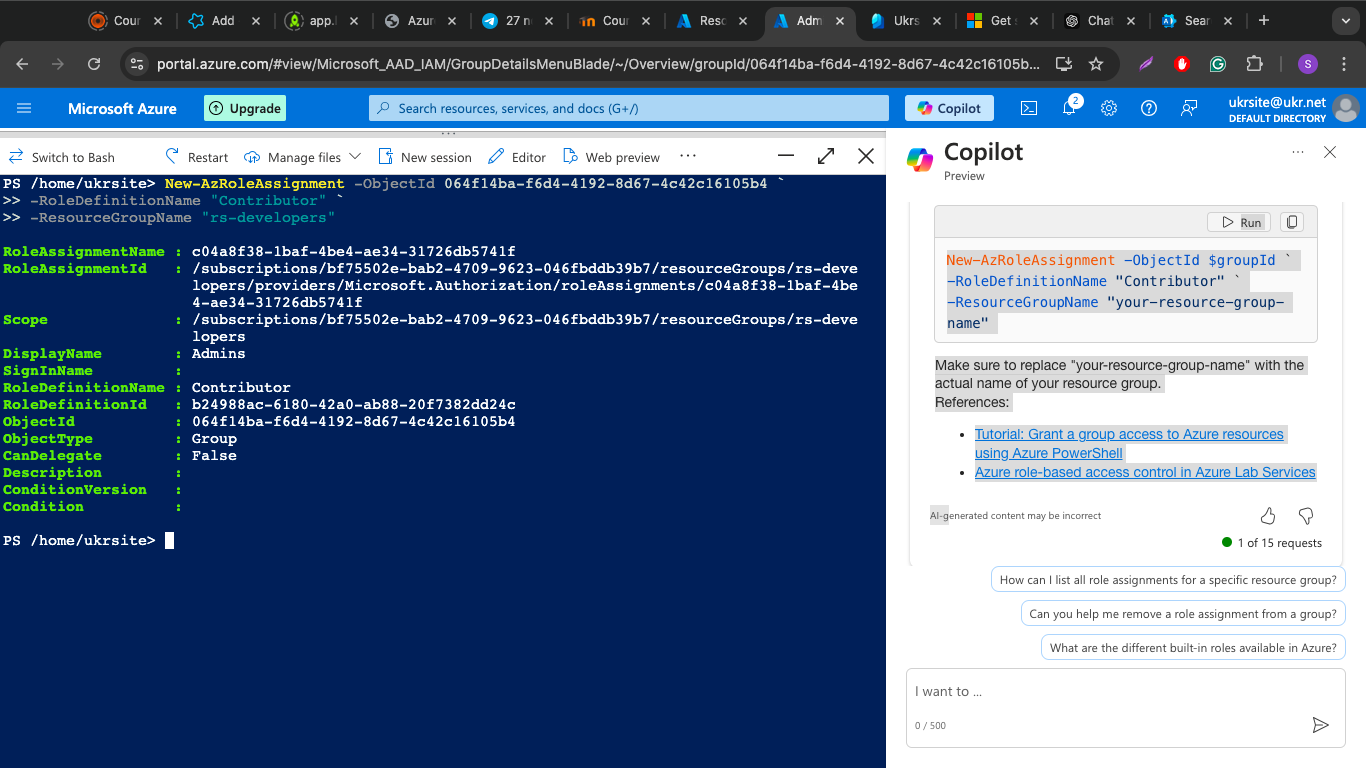 Cour
Add
app.
Azur
27 n
Cour
Reso
Adm
Ukrs
Get
Chat
Sear
portal.azure.com/#view/Microsoft_AAD_IAM/GroupDetailsMenuBlade/~/Overview/groupId/064f14ba-f6d4-4192-8d67-4c42c16105b...
S
Microsoft Azure
Upgrade
Search resources, services, and docs (G+/)
Copilot
2
ukrsite@ukr.net
DEFAULT DIRECTORY
Switch to Bash
Restart
Manage files
New session
Editor
Web preview
PS /home/ukrsite> New-AzRoleAssignment -ObjectId 064f14ba-f6d4-4192-8d67-4c42c16105b4 `
>> -RoleDefinitionName "Contributor" `
>> -ResourceGroupName "rs-developers"
RoleAssignmentName : c04a8f38-1baf-4be4-ae34-31726db5741f
RoleAssignmentId : /subscriptions/bf75502e-bab2-4709-9623-046fbddb39b7/resourceGroups/rs-deve
lopers/providers/Microsoft.Authorization/roleAssignments/c04a8f38-1baf-4be
4-ae34-31726db5741f
Scope : /subscriptions/bf75502e-bab2-4709-9623-046fbddb39b7/resourceGroups/rs-deve
lopers
DisplayName : Admins
SignInName :
RoleDefinitionName : Contributor
RoleDefinitionId : b24988ac-6180-42a0-ab88-20f7382dd24c
ObjectId : 064f14ba-f6d4-4192-8d67-4c42c16105b4
ObjectType : Group
CanDelegate : False
Description :
ConditionVersion :
Condition :
PS /home/ukrsite>
Copilot
Preview
Run
New-AzRoleAssignment -ObjectId $groupId `
-RoleDefinitionName "Contributor" `
-ResourceGroupName "your-resource-group-
name"
Make sure to replace "your-resource-group-name" with the
actual name of your resource group.
References:
• Tutorial: Grant a group access to Azure resources
using Azure PowerShell
• Azure role-based access control in Azure Lab Services
AI-generated content may be incorrect
1 of 15 requests
How can I list all role assignments for a specific resource group?
Can you help me remove a role assignment from a group?
What are the different built-in roles available in Azure?
I want to ...
0 / 500